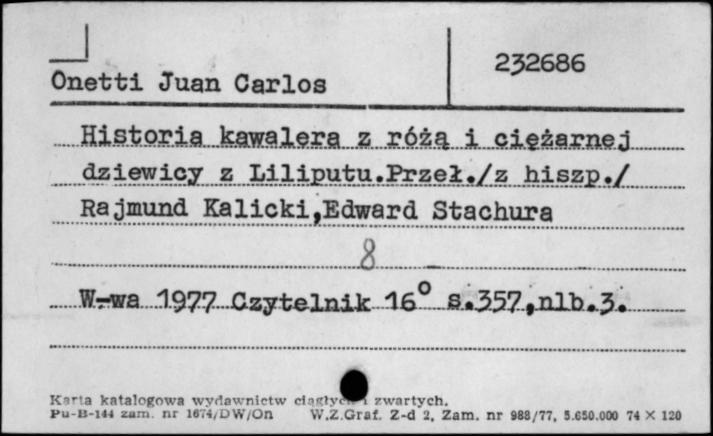 232686
Onetti Juan Carlos
Historia kawalera z różą i ciężarnej
dziewicy z Liliputu.Przeł./z hiszp./
Rajmund Kalicki,Edward Stachura
8
W-wa 1977 Czytelnik 16° s.357,nlb.3.
Karta katalogowa wydawnictw ciągłych i zwartych.
Pu-B-144 zam. nr 1674/DW/On W.Z.Graf. Z-d 2, Zam. nr 988/77, 5.650.000 74 X 120